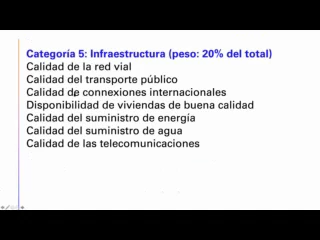 Categoría 5: Infraestructura (peso: 20% del total)
Calidad de la red vial
Calidad del transporte público
Calidad de connexiones internacionales
Disponibilidad de viviendas de buena calidad
Calidad del suministro de energía
Calidad del suministro de agua
Calidad de las telecomunicaciones